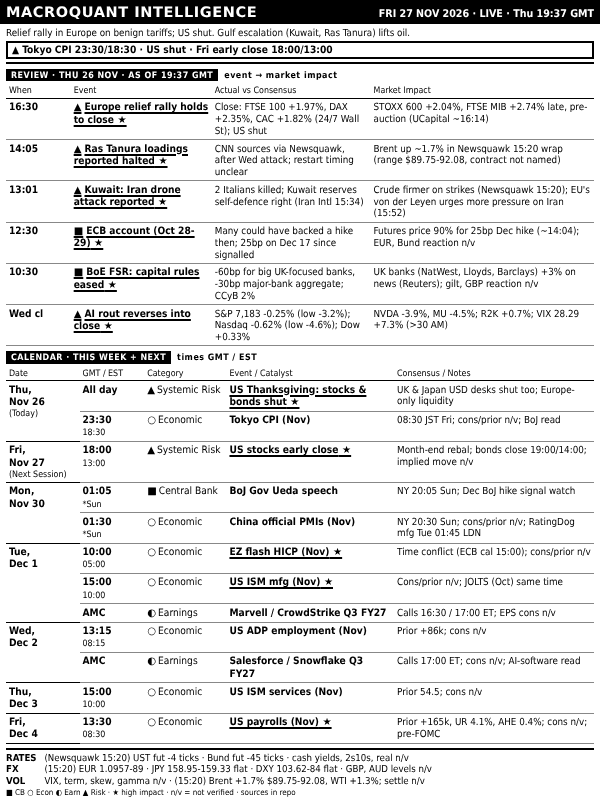 MACROQUANT INTELLIGENCE FRI 27 NOV 2026 · LIVE · Thu 19:37 GMT
Relief rally in Europe on benign tariffs; US shut. Gulf escalation (Kuwait, Ras Tanura) lifts oil.
▲ Tokyo CPI 23:30/18:30 · US shut · Fri early close 18:00/13:00
REVIEW · THU 26 NOV · AS OF 19:37 GMT event → market impact
When Event Actual vs Consensus Market Impact
16:30 ▲ Europe relief rally holds Close: FTSE 100 +1.97%, DAX STOXX 600 +2.04%, FTSE MIB +2.74% late, pre-
to close ★ +2.35%, CAC +1.82% (24/7 Wall auction (UCapital ~16:14)
St); US shut
14:05 ▲ Ras Tanura loadings CNN sources via Newsquawk, Brent up ~1.7% in Newsquawk 15:20 wrap
reported halted ★ after Wed attack; restart timing (range $89.75-92.08, contract not named)
unclear
13:01 ▲ Kuwait: Iran drone 2 Italians killed; Kuwait reserves Crude firmer on strikes (Newsquawk 15:20); EU's
attack reported ★ self-defence right (Iran Intl 15:34) von der Leyen urges more pressure on Iran
(15:52)
12:30 ■ ECB account (Oct 28- Many could have backed a hike Futures price 90% for 25bp Dec hike (~14:04);
29) ★ then; 25bp on Dec 17 since EUR, Bund reaction n/v
signalled
10:30 ■ BoE FSR: capital rules -60bp for big UK-focused banks, UK banks (NatWest, Lloyds, Barclays) +3% on
eased ★ -30bp major-bank aggregate; news (Reuters); gilt, GBP reaction n/v
CCyB 2%
Wed cl ▲ AI rout reverses into S&P 7,183 -0.25% (low -3.2%); NVDA -3.9%, MU -4.5%; R2K +0.7%; VIX 28.29
close ★ Nasdaq -0.62% (low -4.6%); Dow +7.3% (>30 AM)
+0.33%
CALENDAR · THIS WEEK + NEXT times GMT / EST
Date GMT / EST Category Event / Catalyst Consensus / Notes
Thu, All day ▲ Systemic Risk US Thanksgiving: stocks & UK & Japan USD desks shut too; Europe-
Nov 26 bonds shut ★ only liquidity
(Today)
23:30 ○ Economic Tokyo CPI (Nov) 08:30 JST Fri; cons/prior n/v; BoJ read
18:30
Fri, 18:00 ▲ Systemic Risk US stocks early close ★ Month-end rebal; bonds close 19:00/14:00;
Nov 27 13:00 implied move n/v
(Next Session)
Mon, 01:05 ■ Central Bank BoJ Gov Ueda speech NY 20:05 Sun; Dec BoJ hike signal watch
Nov 30 *Sun
01:30 ○ Economic China official PMIs (Nov) NY 20:30 Sun; cons/prior n/v; RatingDog
*Sun mfg Tue 01:45 LDN
Tue, 10:00 ○ Economic EZ flash HICP (Nov) ★ Time conflict (ECB cal 15:00); cons/prior n/v
Dec 1 05:00
15:00 ○ Economic US ISM mfg (Nov) ★ Cons/prior n/v; JOLTS (Oct) same time
10:00
AMC ◐ Earnings Marvell / CrowdStrike Q3 FY27 Calls 16:30 / 17:00 ET; EPS cons n/v
Wed, 13:15 ○ Economic US ADP employment (Nov) Prior +86k; cons n/v
Dec 2 08:15
AMC ◐ Earnings Salesforce / Snowflake Q3 Calls 17:00 ET; cons n/v; AI-software read
FY27
Thu, 15:00 ○ Economic US ISM services (Nov) Prior 54.5; cons n/v
Dec 3 10:00
Fri, 13:30 ○ Economic US payrolls (Nov) ★ Prior +165k, UR 4.1%, AHE 0.4%; cons n/v;
Dec 4 08:30 pre-FOMC
RATES (Newsquawk 15:20) UST fut -4 ticks · Bund fut -45 ticks · cash yields, 2s10s, real n/v
FX (15:20) EUR 1.0957-89 · JPY 158.95-159.33 flat · DXY 103.62-84 flat · GBP, AUD levels n/v
VOL VIX, term, skew, gamma n/v · (15:20) Brent +1.7% $89.75-92.08, WTI +1.3%; settle n/v
■ CB ○ Econ ◐ Earn ▲ Risk · ★ high impact · n/v = not verified · sources in repo